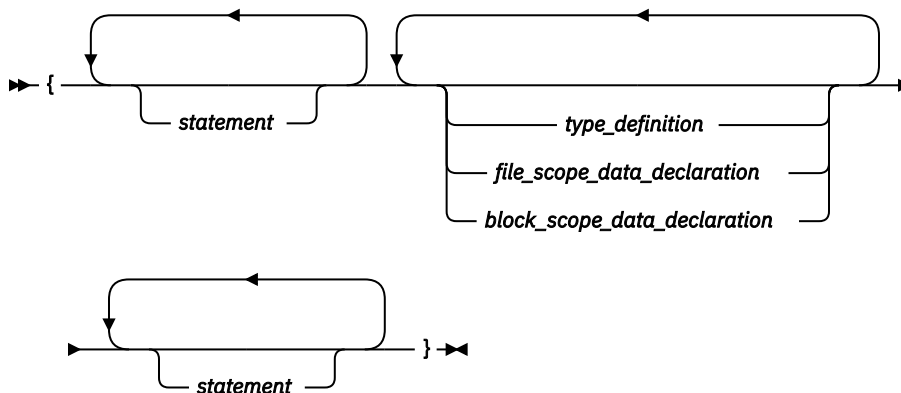 {
statement
type_definition
file_scope_data_declaration
block_scope_data_declaration
}
statement